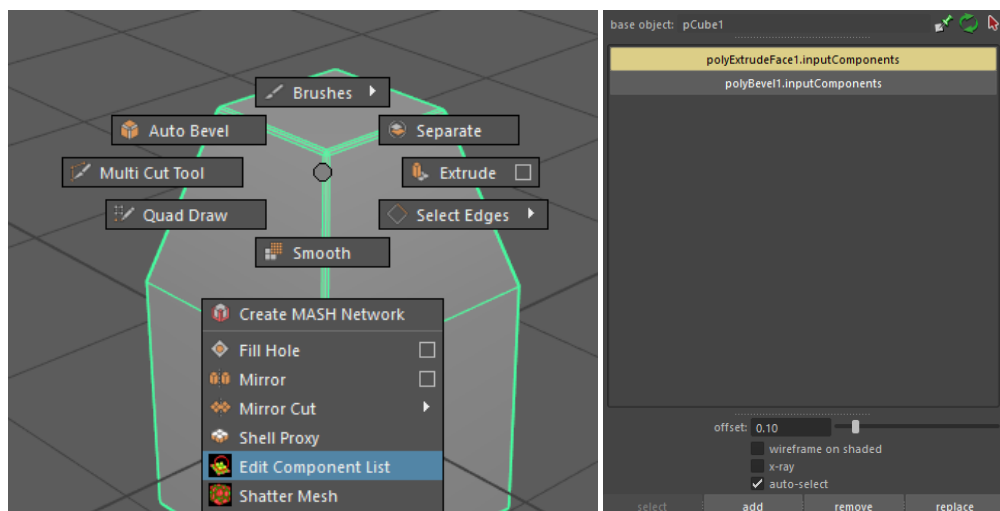 Brushes
Auto Bevel
Separate
Multi Cut Tool
Extrude
Quad Draw
Select Edges
Smooth
Create MASH Network
Fill Hole
Mirror
Mirror Cut
Shell Proxy
Edit Component List
Shatter Mesh
base object: pCube1
polyExtrudeFace1.inputComponents
polyBevel1.inputComponents
offset: 0.10
wireframe on shaded
x-ray
auto-select
select add remove replace